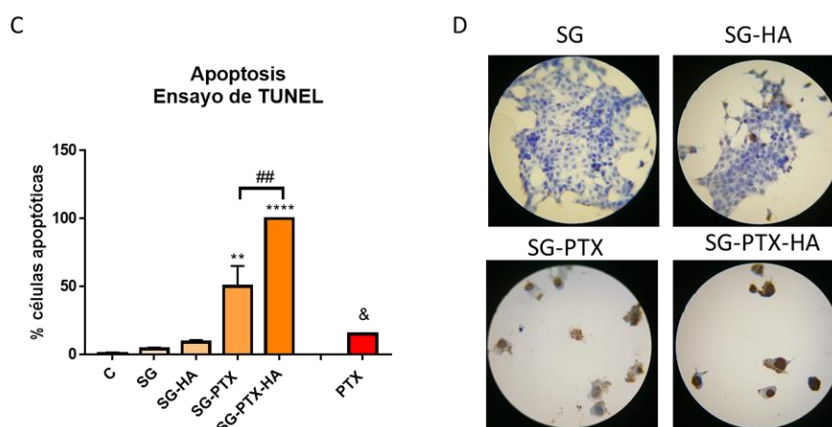 C
Apoptosis
Ensayo de TUNEL
% células apoptóticas
150
100
50
0
##
**
****
&
C
SG
SG-HA
SG-PTX
SG-PTX-HA
PTX
D
SG
SG-HA
SG-PTX
SG-PTX-HA